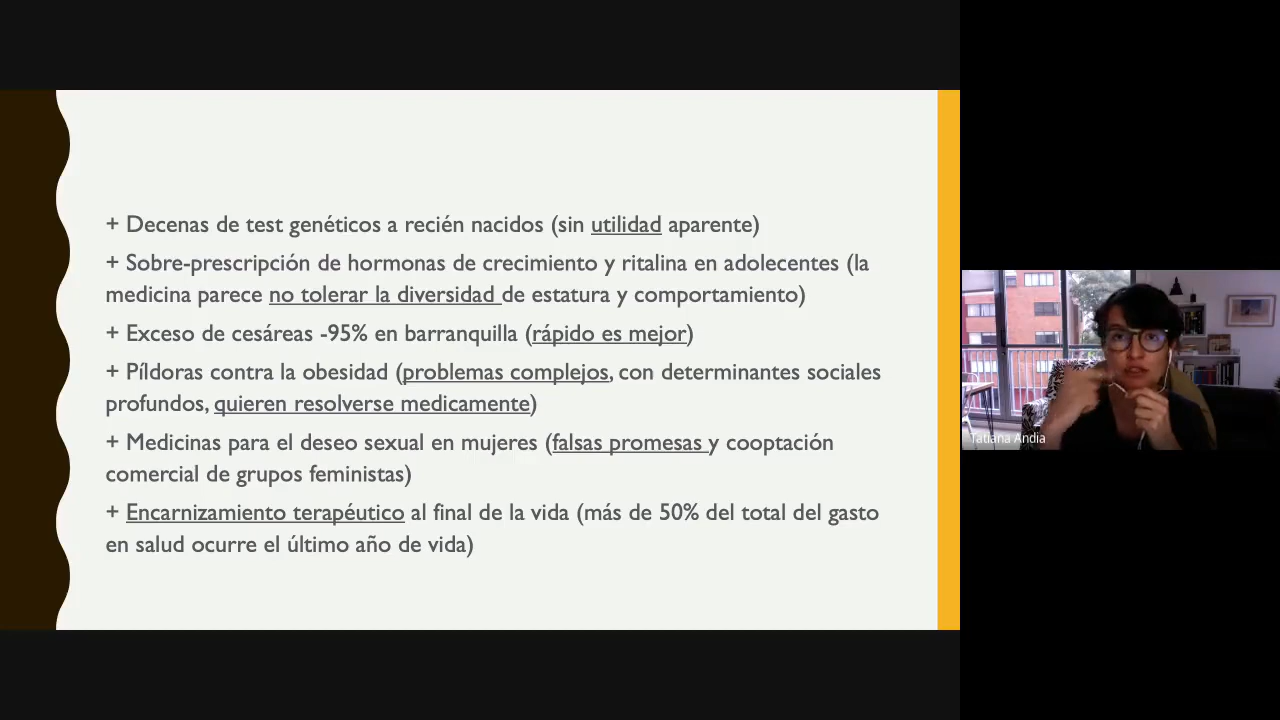 + Decenas de test genéticos a recién nacidos (sin utilidad aparente)
+ Sobre-prescripción de hormonas de crecimiento y ritalina en adolecentes (la
medicina parece no tolerar la diversidad de estatura y comportamiento)
+ Exceso de cesáreas -95% en barranquilla (rápido es mejor)
+ Píldoras contra la obesidad (problemas complejos, con determinantes sociales
profundos, quieren resolverse medicamente)
+ Medicinas para el deseo sexual en mujeres (falsas promesas y cooptación
comercial de grupos feministas)
+ Encarnizamiento terapéutico al final de la vida (más de 50% del total del gasto
en salud ocurre el último año de vida)
Tatiana Andia